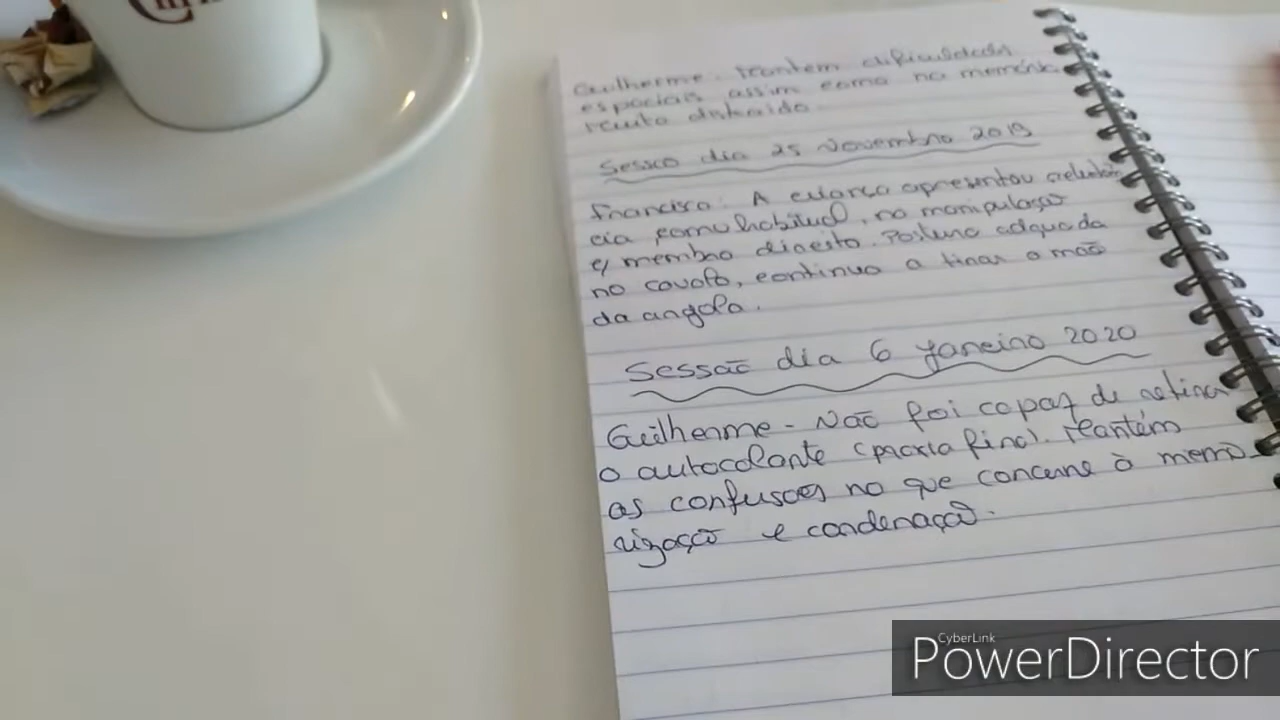 Guilherme - Mantém dificuldades
espaciais assim como na memória
muito distraído.
Sessão dia 25 Novembro 2019
Francisco: A criança apresentou
cia, como habitual, na manipulação
c/ membro direito. Postura adquada
no cavalo, continua a tirar a mão
da argola.
Sessão dia 6 Janeiro 2020
Guilherme - Não foi capaz de retirar
o autocolante (pinça fina). Mantém
as confusões no que concerne à memo-
rização e condenação.
CyberLink
PowerDirector